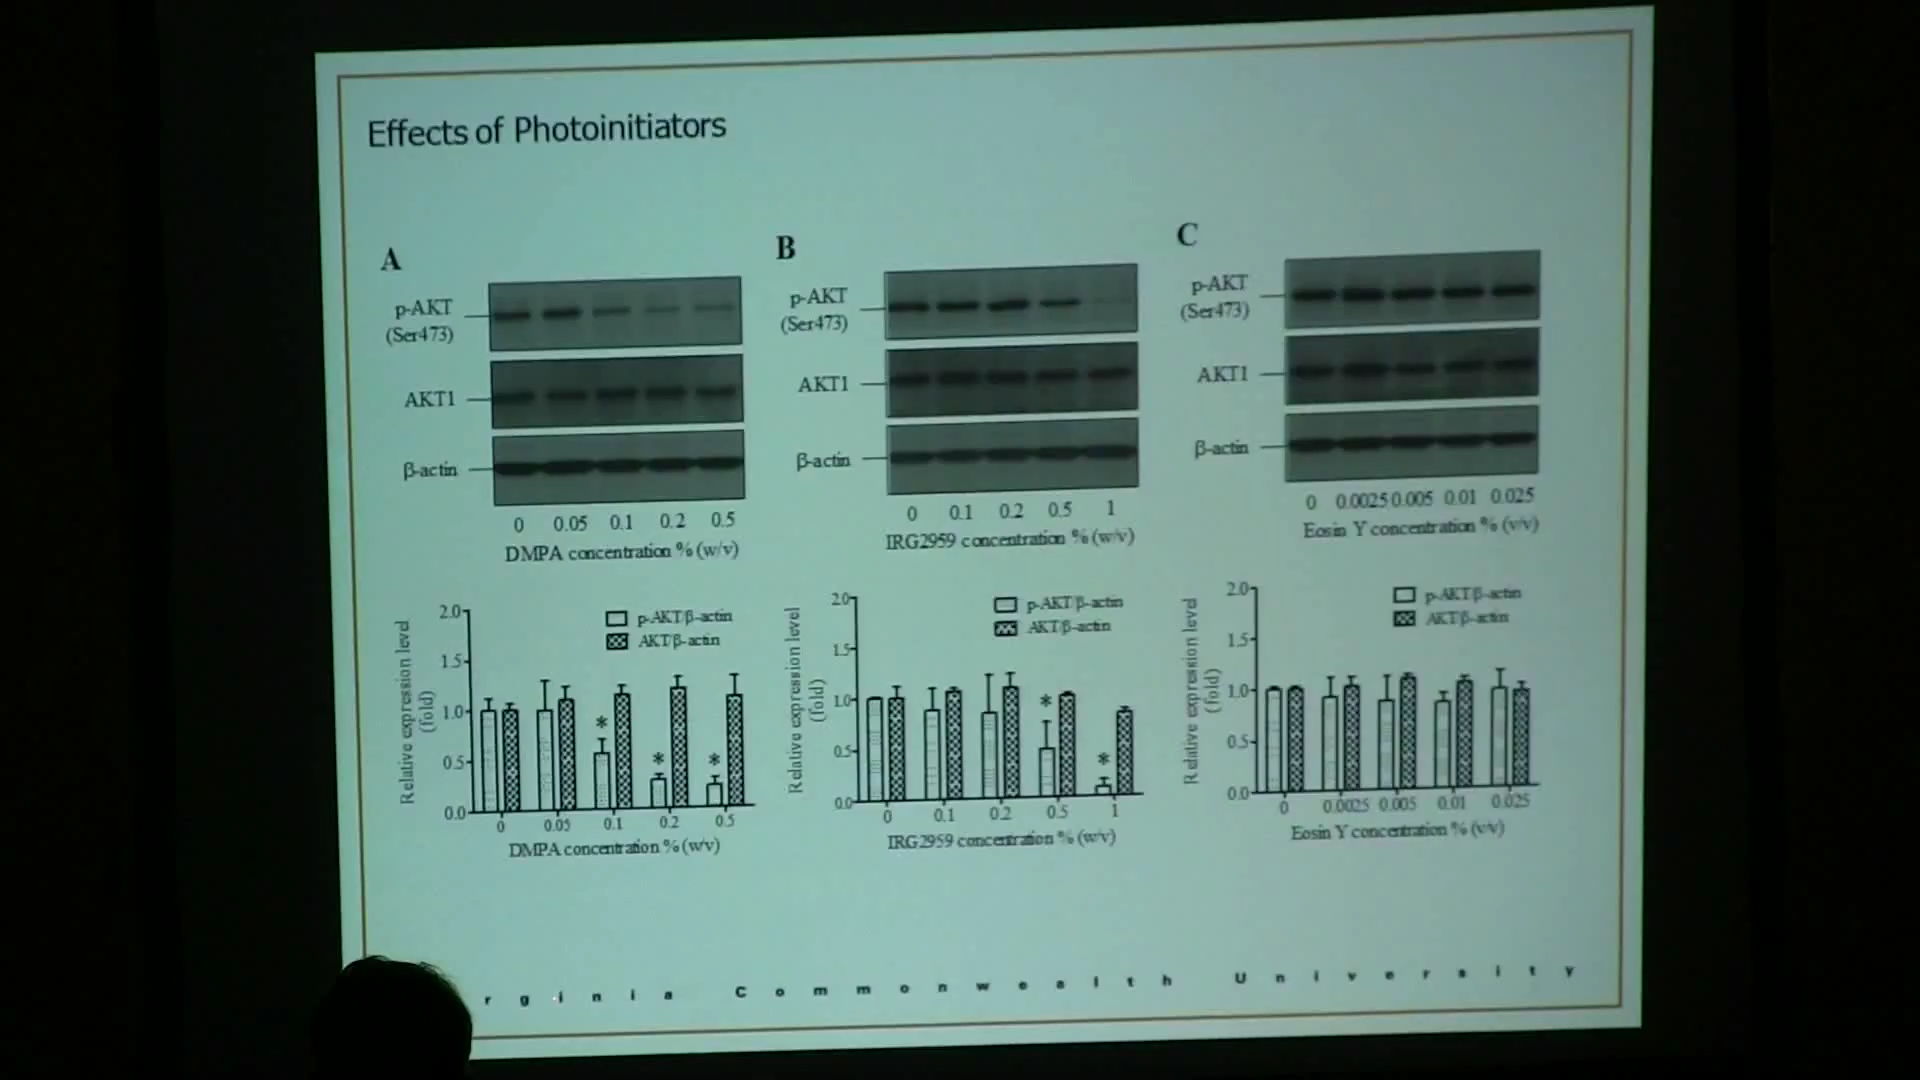 Effects of Photoinitiators
A
p-AKT
(Ser473)
AKT1
β-actin
0 0.05 0.1 0.2 0.5
DMPA concentration % (w/v)
B
p-AKT
(Ser473)
AKT1
β-actin
0 0.1 0.2 0.5 1
IRG2959 concentration % (w/v)
C
p-AKT
(Ser473)
AKT1
β-actin
0 0.0025 0.005 0.01 0.025
Eosin Y concentration % (v/v)
Relative expression level
(fold)
2.0
1.5
1.0
0.5
0.0
p-AKT/β-actin
AKT/β-actin
* * *
0 0.05 0.1 0.2 0.5
DMPA concentration % (w/v)
Relative expression level
(fold)
2.0
1.5
1.0
0.5
0.0
p-AKT/β-actin
AKT/β-actin
* *
0 0.1 0.2 0.5 1
IRG2959 concentration % (w/v)
Relative expression level
(fold)
2.0
1.5
1.0
0.5
0.0
p-AKT/β-actin
AKT/β-actin
0 0.0025 0.005 0.01 0.025
Eosin Y concentration % (v/v)
rginia Commonwealth University